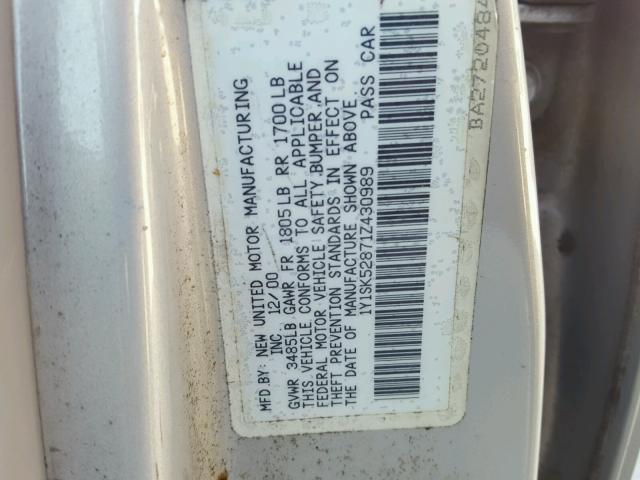 MFD.BY: NEW UNITED MOTOR MANUFACTURING
INC 12/00
GVWR 3485LB GAWR FR 1805LB RR 1700LB
THIS VEHICLE CONFORMS TO ALL APPLICABLE
FEDERAL MOTOR VEHICLE SAFETY,BUMPER,AND
THEFT PREVENTION STANDARDS IN EFFECT ON
THE DATE OF MANUFACTURE SHOWN ABOVE.
1Y1SK52871Z430989 PASS CAR
BA2720484